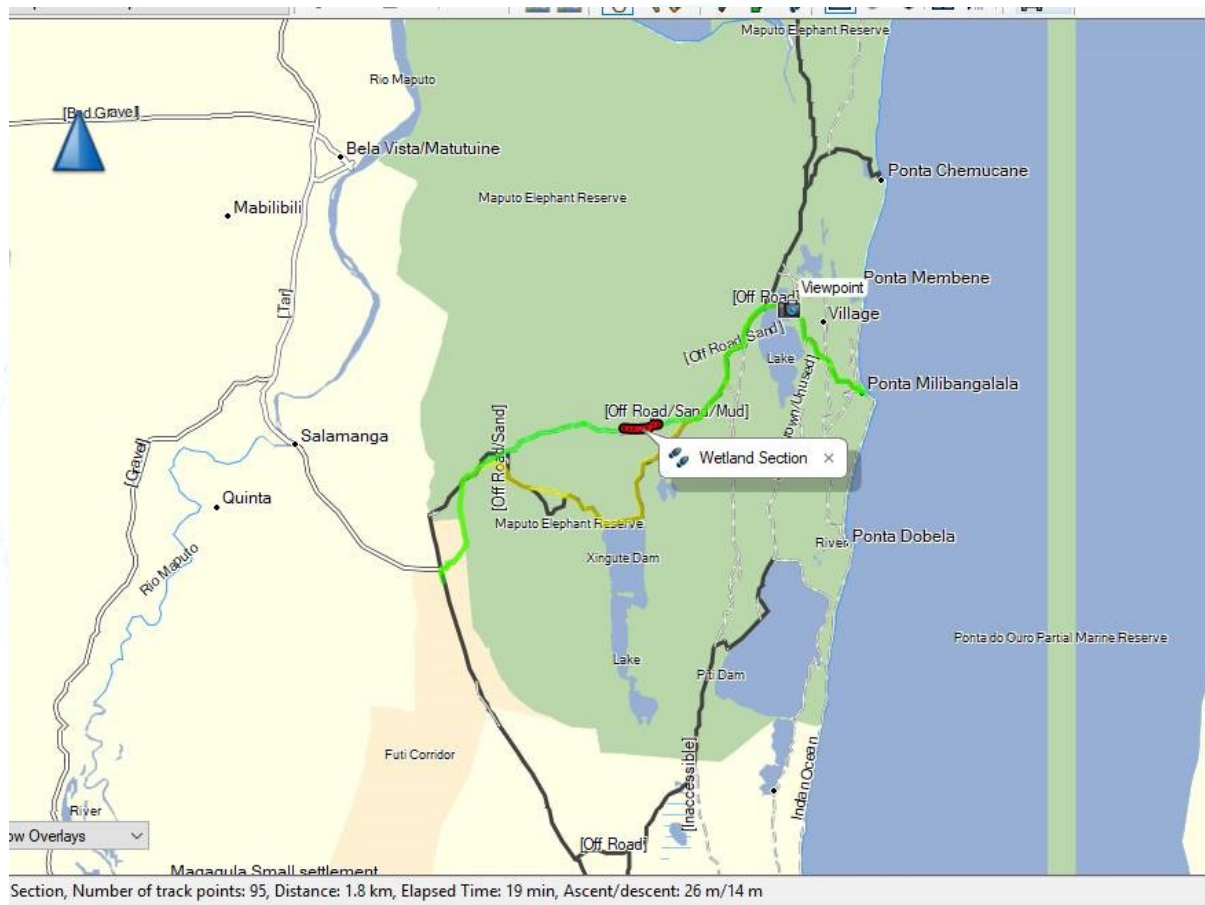 Maputo Elephant Reserve
Rio Maputo
[Bad Gravel]
Bela Vista/Matutuine
Ponta Chemucane
Maputo Elephant Reserve
Mabilibili
Ponta Membene
Viewpoint
[Off Road]
[Tar]
Village
[Off Road/Sand]
Lake
own/Unused]
Ponta Milibangalala
[Off Road/Sand/Mud]
Salamanga
[Off Road/Sand]
Wetland Section
[Gravel]
Quinta
Maputo Elephant Reserve
River
Ponta Dobela
Xingute Dam
Rio Maputo
Ponta do Ouro Partial Marine Reserve
Lake
Piti Dam
Futi Corridor
[Inaccessible]
Indian Ocean
River
ow Overlays
[Off Road]
Magagula Small settlement
Section, Number of track points: 95, Distance: 1.8 km, Elapsed Time: 19 min, Ascent/descent: 26 m/14 m